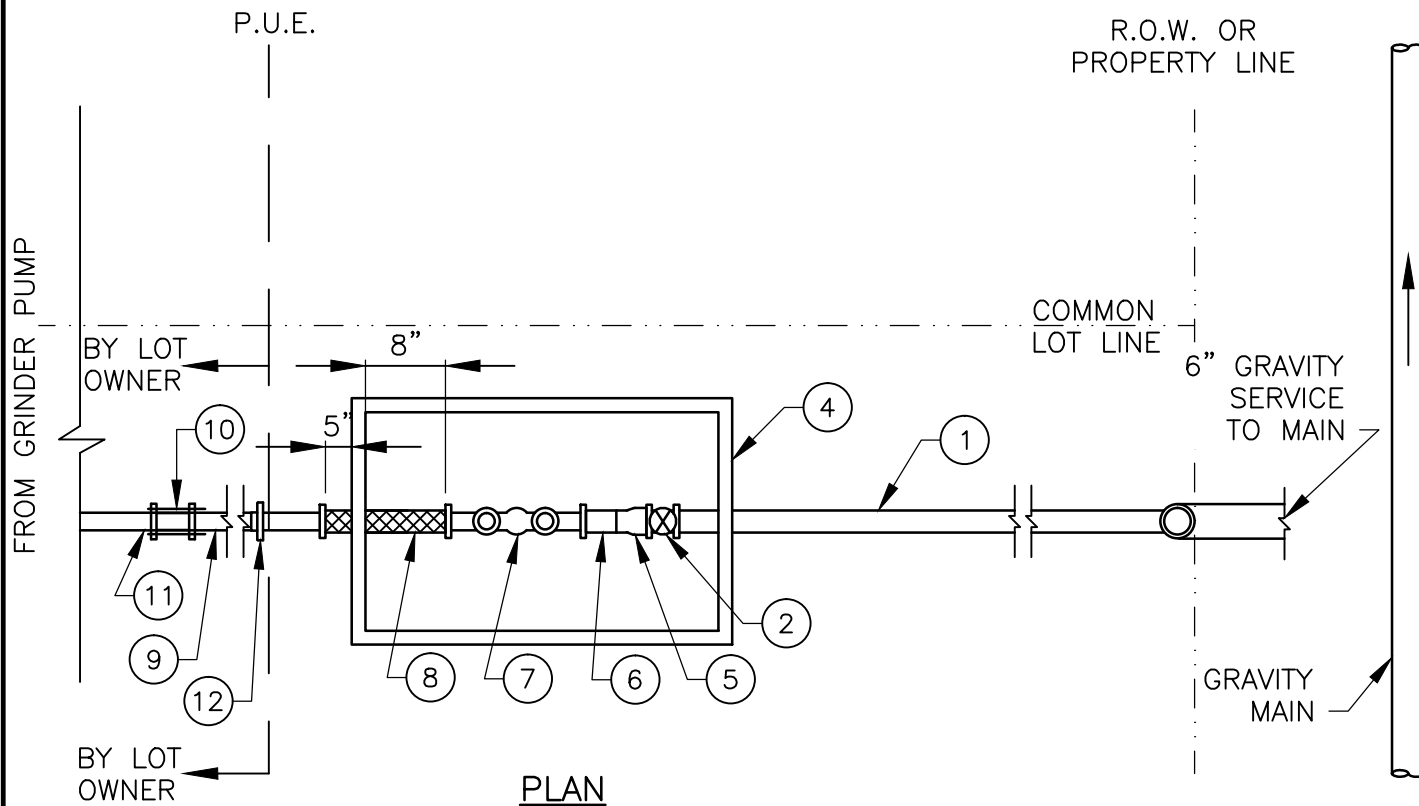 P.U.E.
R.O.W. OR
PROPERTY LINE
FROM GRINDER PUMP
COMMON
LOT LINE
BY LOT
OWNER
8”
6” GRAVITY
SERVICE
TO MAIN
4
10
5”
1
11
2
9
8
7
6
5
12
GRAVITY
MAIN
BY LOT
OWNER
PLAN